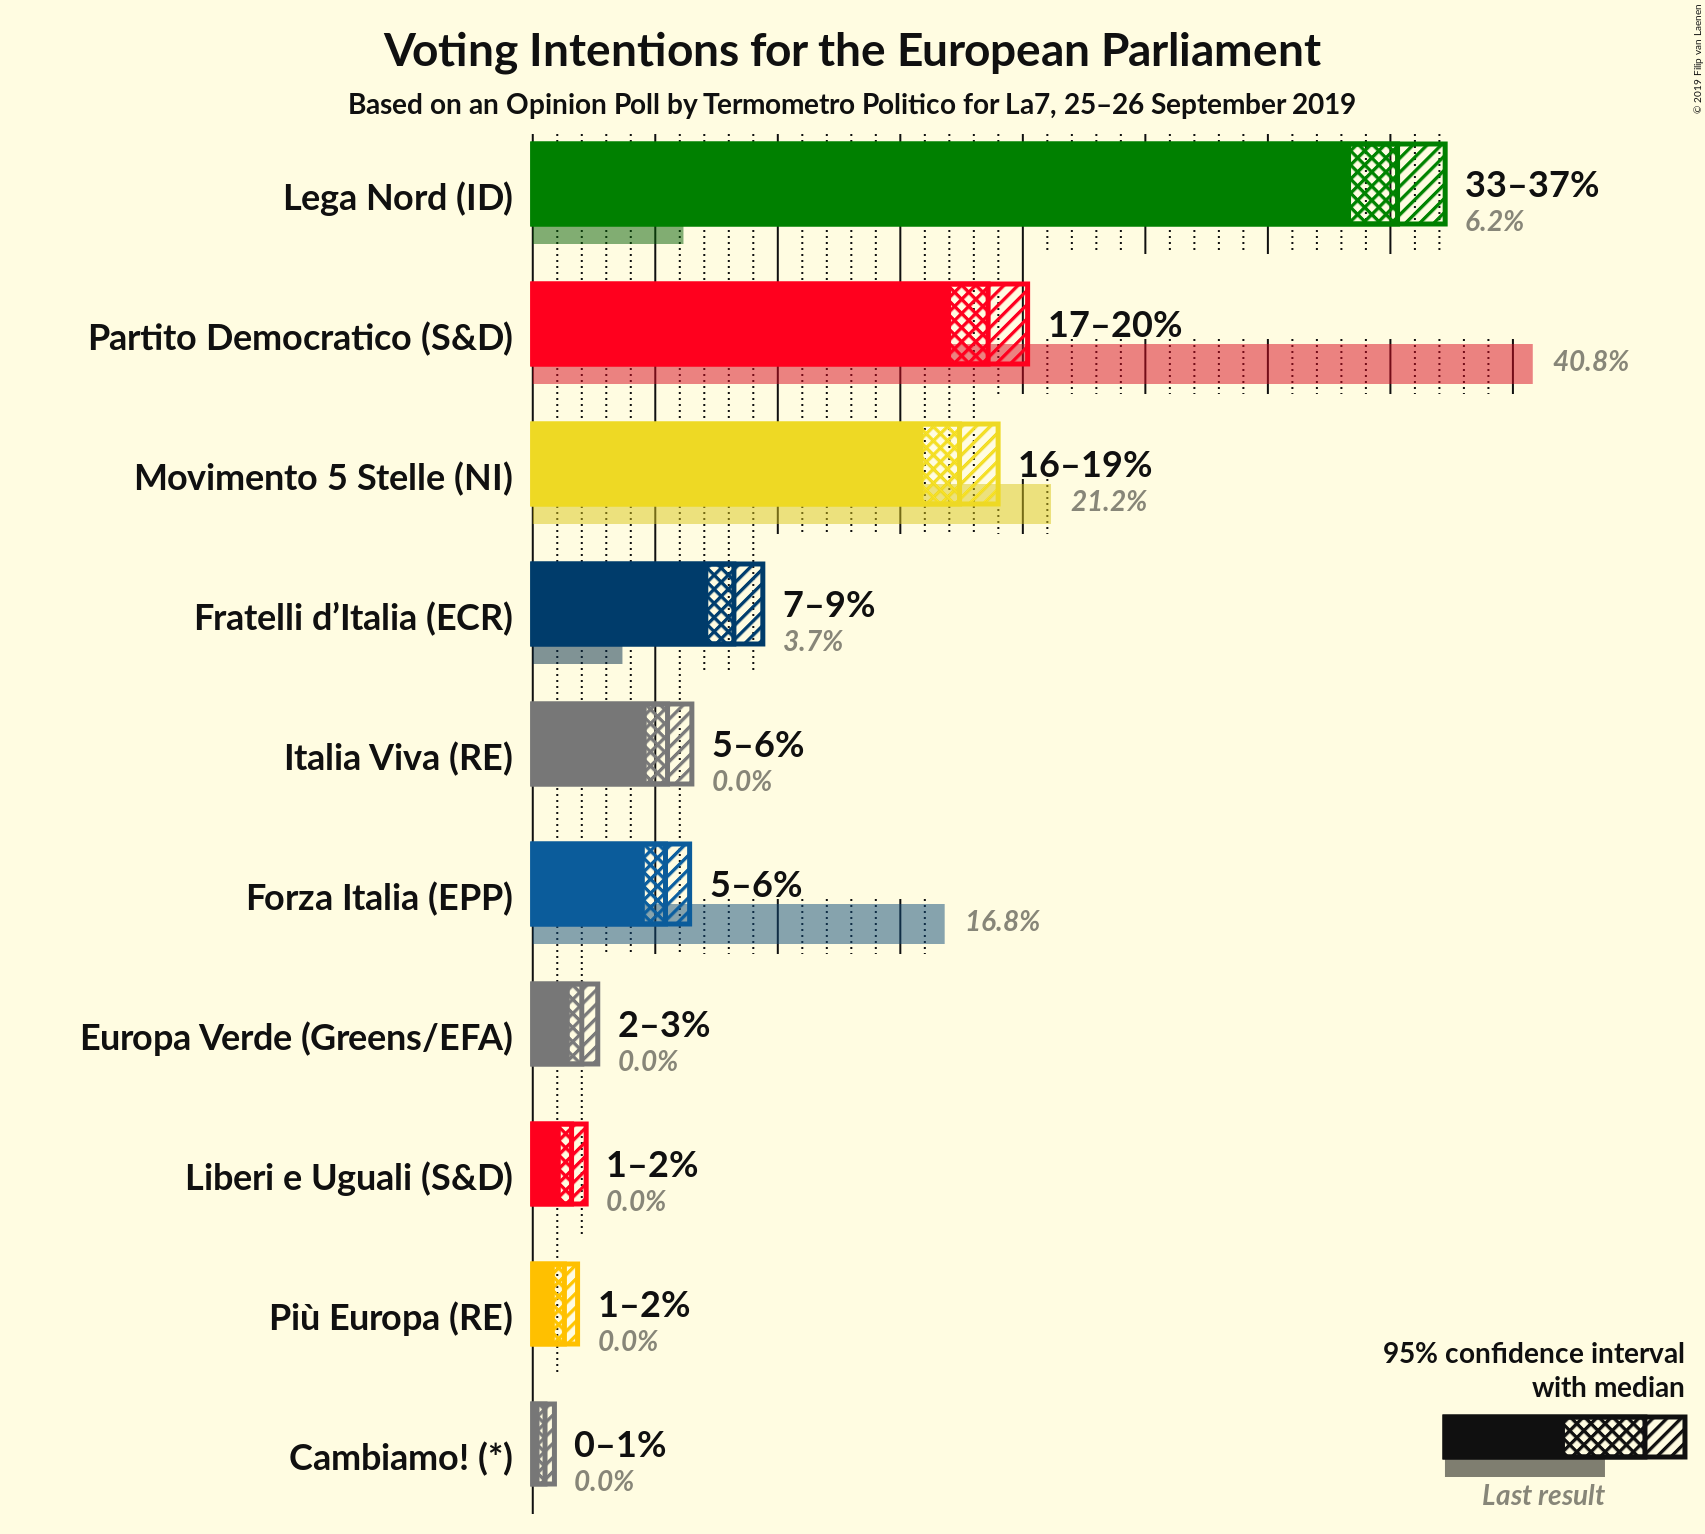 Voting Intentions for the European Parliament
Based on an Opinion Poll by Termometro Politico for La7, 25–26 September 2019
© 2019 Filip van Laenen
Lega Nord (ID)
33–37%
6.2%
Partito Democratico (S&D)
17–20%
40.8%
Movimento 5 Stelle (NI)
16–19%
21.2%
Fratelli d’Italia (ECR)
7–9%
3.7%
Italia Viva (RE)
5–6%
0.0%
Forza Italia (EPP)
5–6%
16.8%
Europa Verde (Greens/EFA)
2–3%
0.0%
Liberi e Uguali (S&D)
1–2%
0.0%
Più Europa (RE)
1–2%
0.0%
Cambiamo! (*)
0–1%
0.0%
95% confidence interval
with median
Last result